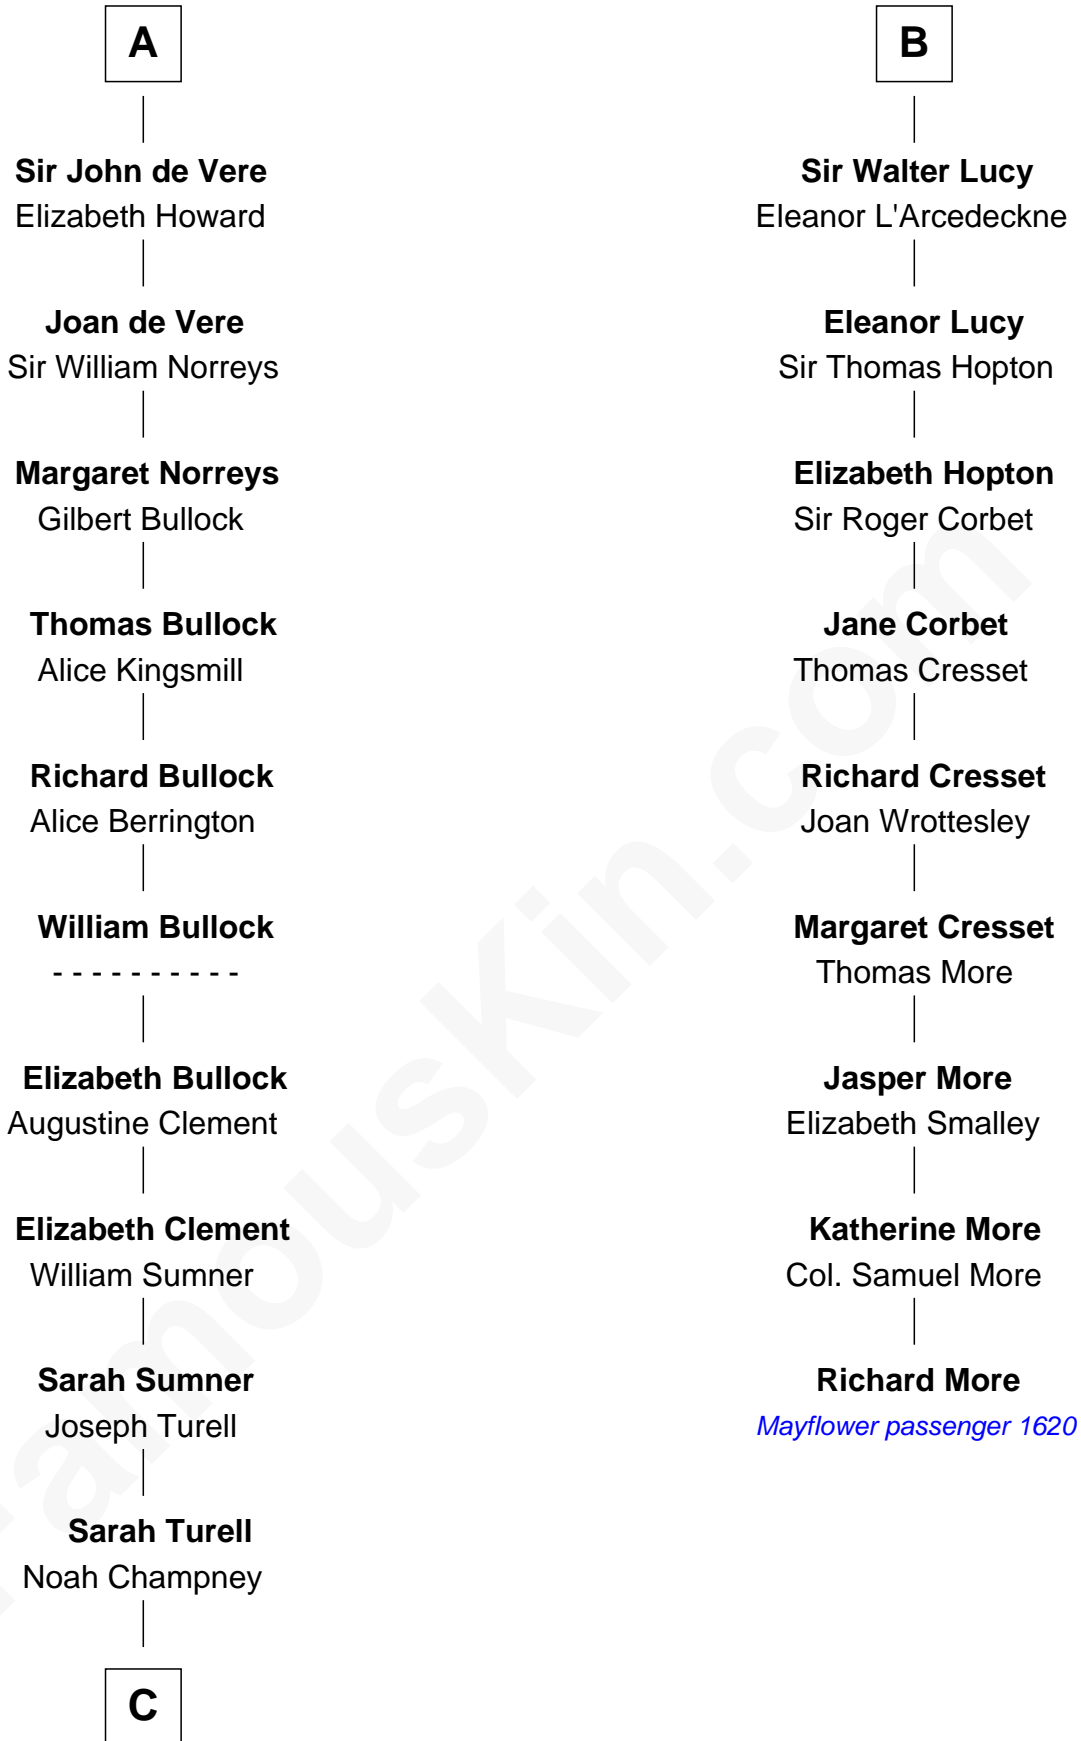 A
Sir John de Vere
Elizabeth Howard
Joan de Vere
Sir William Norreys
Margaret Norreys
Gilbert Bullock
Thomas Bullock
Alice Kingsmill
Richard Bullock
Alice Berrington
William Bullock
- - - - - - - - - -
Elizabeth Bullock
Augustine Clement
Elizabeth Clement
William Sumner
Sarah Sumner
Joseph Turell
Sarah Turell
Noah Champney
C
B
Sir Walter Lucy
Eleanor L'Arcedeckne
Eleanor Lucy
Sir Thomas Hopton
Elizabeth Hopton
Sir Roger Corbet
Jane Corbet
Thomas Cresset
Richard Cresset
Joan Wrottesley
Margaret Cresset
Thomas More
Jasper More
Elizabeth Smalley
Katherine More
Col. Samuel More
Richard More
Mayflower passenger 1620
FamousKin.com